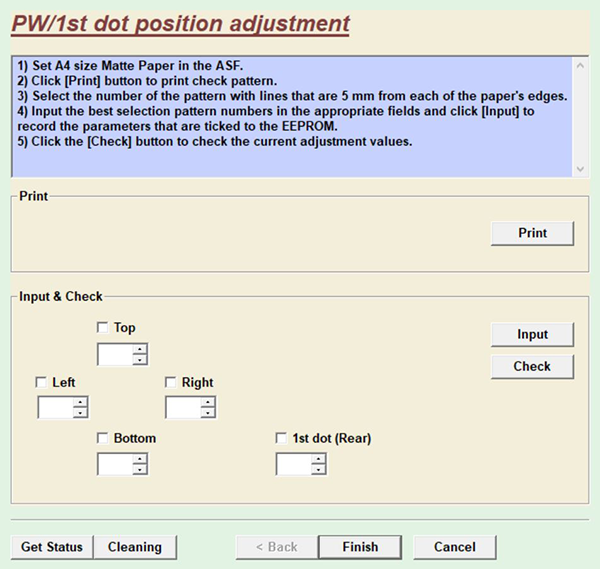 PW/1st dot position adjustment
1) Set A4 size Matte Paper in the ASF.
2) Click [Print] button to print check pattern.
3) Select the number of the pattern with lines that are 5 mm from each of the paper's edges.
4) Input the best selection pattern numbers in the appropriate fields and click [Input] to
record the parameters that are ticked to the EEPROM.
5) Click the [Check] button to check the current adjustment values.
Print
Print
Input & Check
Top
Input
Check
Left
Right
Bottom
1st dot (Rear)
Get Status
Cleaning
< Back
Finish
Cancel